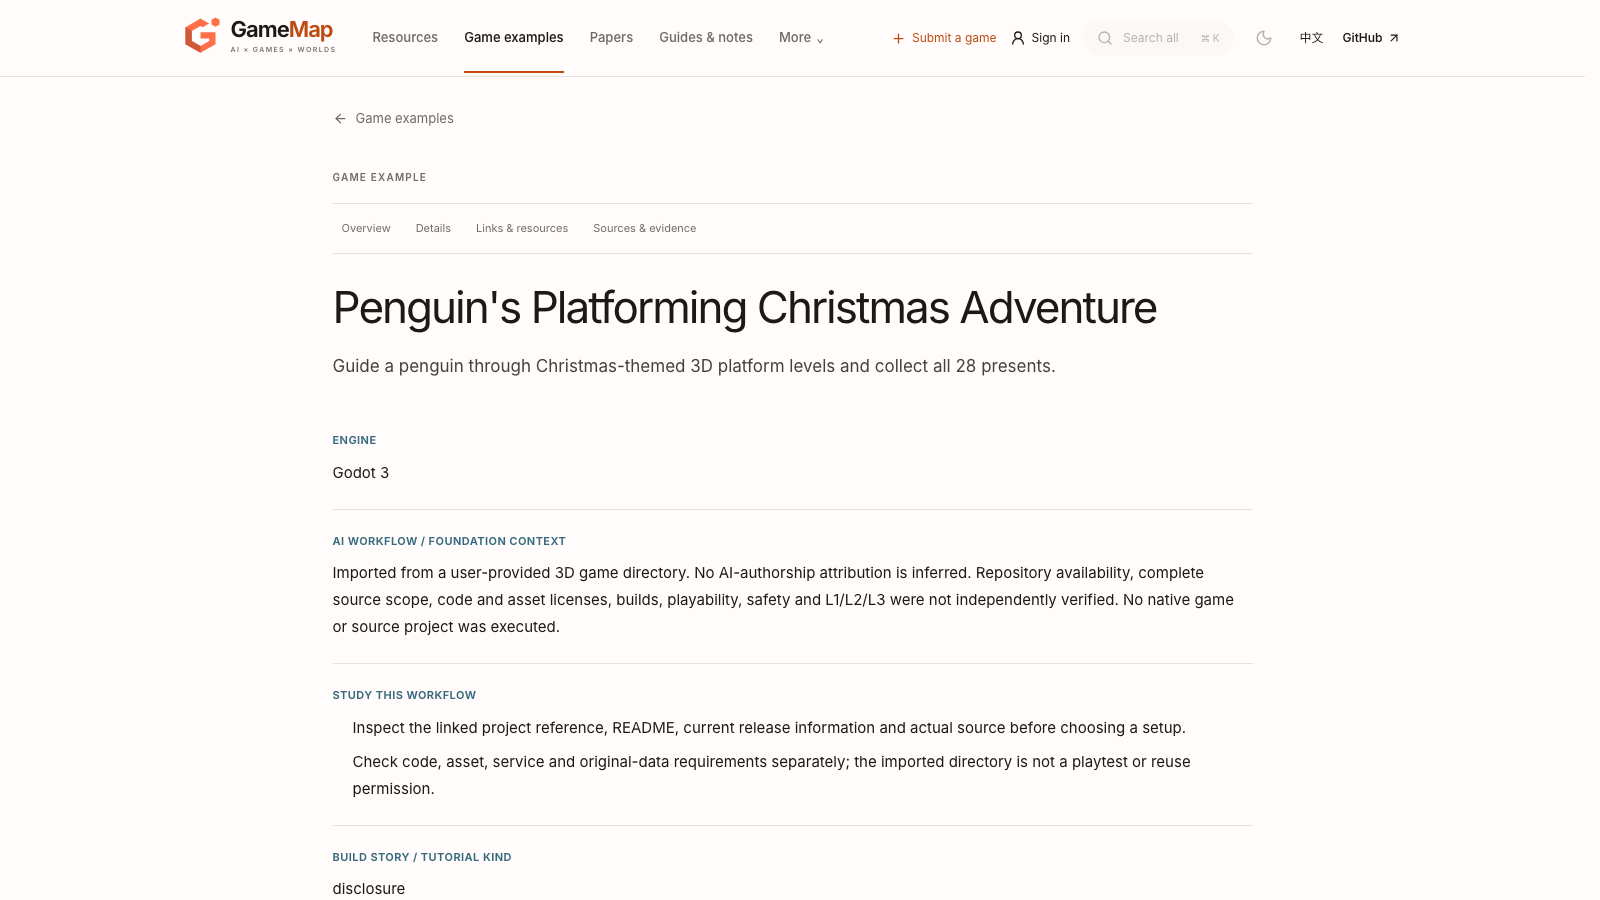 GameMap
AI × GAMES × WORLDS
Resources
Game examples
Papers
Guides & notes
More
Submit a game
Sign in
Search all
⌘ K
中文
GitHub
Game examples
GAME EXAMPLE
Overview
Details
Links & resources
Sources & evidence
Penguin's Platforming Christmas Adventure
Guide a penguin through Christmas-themed 3D platform levels and collect all 28 presents.
ENGINE
Godot 3
AI WORKFLOW / FOUNDATION CONTEXT
Imported from a user-provided 3D game directory. No AI-authorship attribution is inferred. Repository availability, complete
source scope, code and asset licenses, builds, playability, safety and L1/L2/L3 were not independently verified. No native game
or source project was executed.
STUDY THIS WORKFLOW
Inspect the linked project reference, README, current release information and actual source before choosing a setup.
Check code, asset, service and original-data requirements separately; the imported directory is not a playtest or reuse
permission.
BUILD STORY / TUTORIAL KIND
disclosure